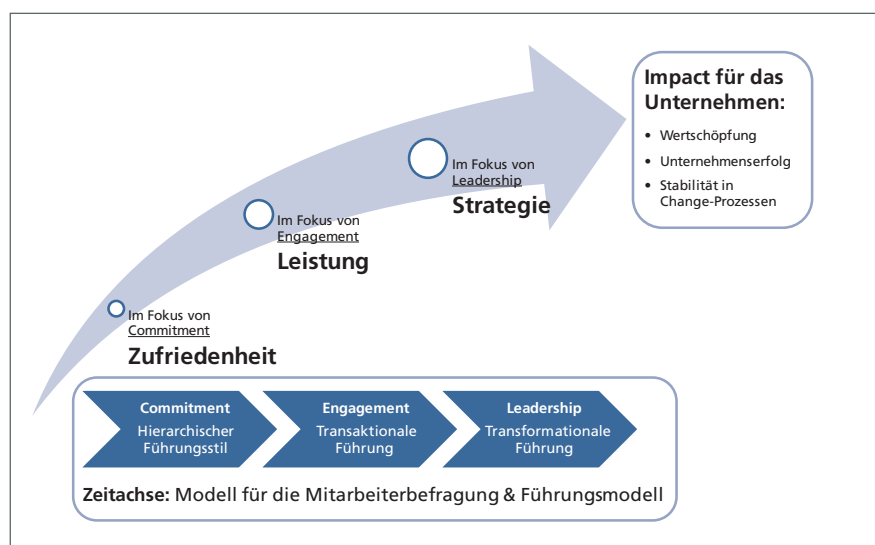 Impact für das
Unternehmen:
• Wertschöpfung
• Unternehmenserfolg
• Stabilität in
Change-Prozessen
Im Fokus von
Leadership
Strategie
Im Fokus von
Engagement
Leistung
Im Fokus von
Commitment
Zufriedenheit
Commitment
Hierarchischer
Führungsstil
Engagement
Transaktionale
Führung
Leadership
Transformationale
Führung
Zeitachse: Modell für die Mitarbeiterbefragung & Führungsmodell